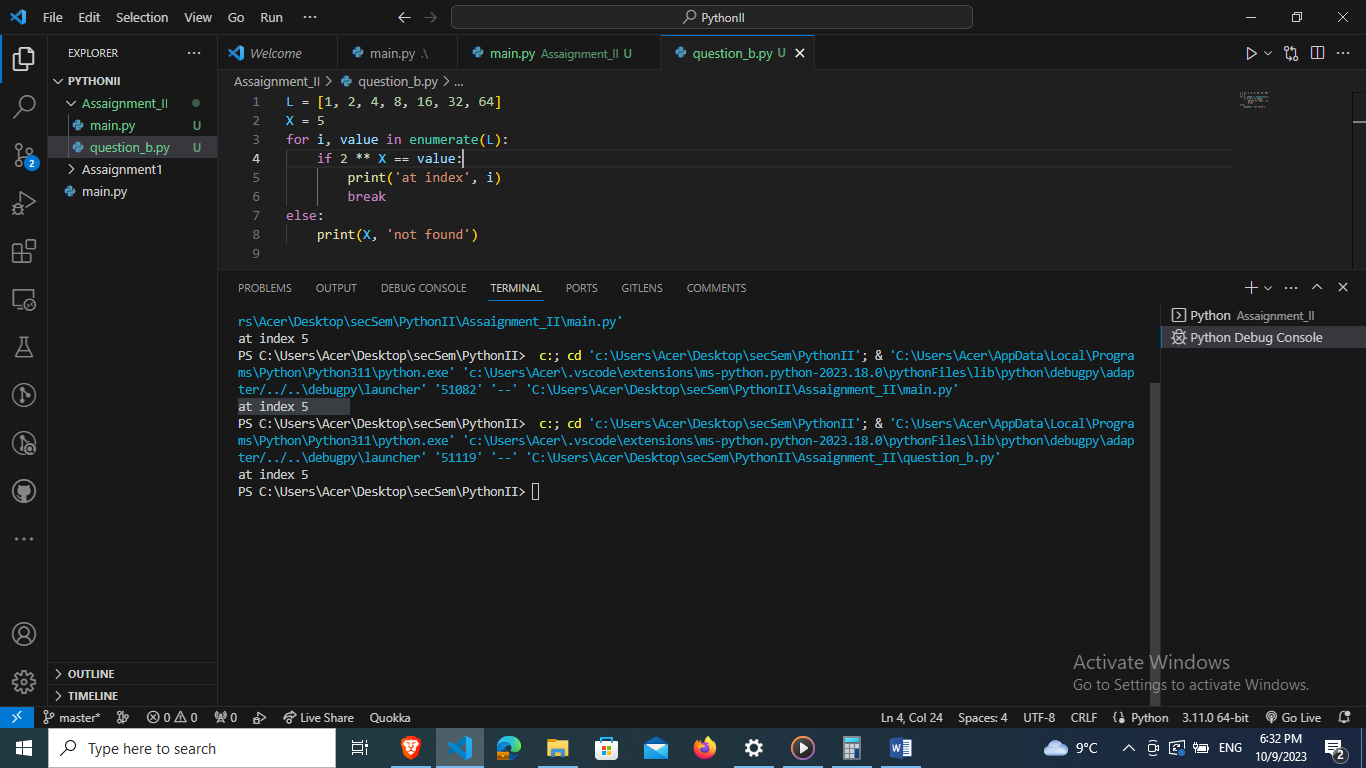 File Edit Selection View Go Run ··· PythonII
EXPLORER ···
PYTHONII
Assaignment_II
main.py U
question_b.py U
Assaignment1
main.py
OUTLINE
TIMELINE
2
Welcome main.py .\ main.py Assaignment_II U question_b.py U
Assaignment_II > question_b.py > ...
1 L = [1, 2, 4, 8, 16, 32, 64]
2 X = 5
3 for i, value in enumerate(L):
4 if 2 ** X == value:
5 print('at index', i)
6 break
7 else:
8 print(X, 'not found')
9
PROBLEMS OUTPUT DEBUG CONSOLE TERMINAL PORTS GITLENS COMMENTS
rs\Acer\Desktop\secSem\PythonII\Assaignment_II\main.py'
at index 5
PS C:\Users\Acer\Desktop\secSem\PythonII>  c:; cd 'c:\Users\Acer\Desktop\secSem\PythonII'; & 'C:\Users\Acer\AppData\Local\Progra
ms\Python\Python311\python.exe' 'c:\Users\Acer\.vscode\extensions\ms-python.python-2023.18.0\pythonFiles\lib\python\debugpy\adap
ter/../..\debugpy\launcher' '51082' '--' 'C:\Users\Acer\Desktop\secSem\PythonII\Assaignment_II\main.py'
at index 5
PS C:\Users\Acer\Desktop\secSem\PythonII>  c:; cd 'c:\Users\Acer\Desktop\secSem\PythonII'; & 'C:\Users\Acer\AppData\Local\Progra
ms\Python\Python311\python.exe' 'c:\Users\Acer\.vscode\extensions\ms-python.python-2023.18.0\pythonFiles\lib\python\debugpy\adap
ter/../..\debugpy\launcher' '51119' '--' 'C:\Users\Acer\Desktop\secSem\PythonII\Assaignment_II\question_b.py'
at index 5
PS C:\Users\Acer\Desktop\secSem\PythonII>
Python Assaignment_II
Python Debug Console
Activate Windows
Go to Settings to activate Windows.
master* 0 0 0 Live Share Quokka Ln 4, Col 24 Spaces: 4 UTF-8 CRLF Python 3.11.0 64-bit Go Live
Type here to search 9°C ENG 6:32 PM
10/9/2023 2